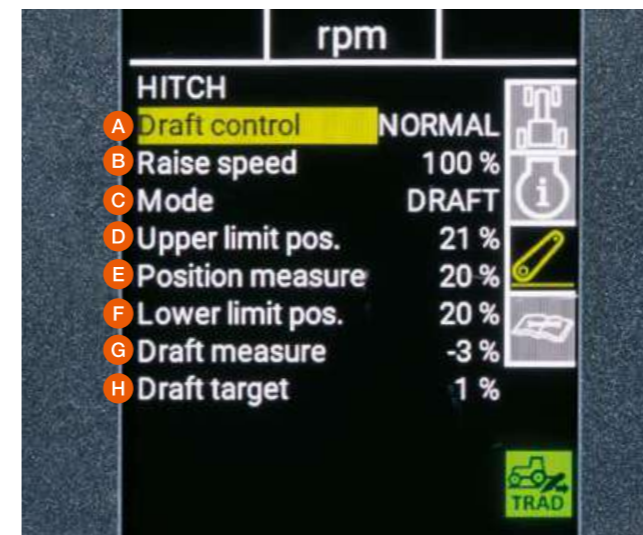 rpm
HITCH
A Draft control NORMAL
B Raise speed 100 %
C Mode DRAFT
D Upper limit pos. 21 %
E Position measure 20 %
F Lower limit pos. 20 %
G Draft measure -3 %
H Draft target 1 %
i
TRAD